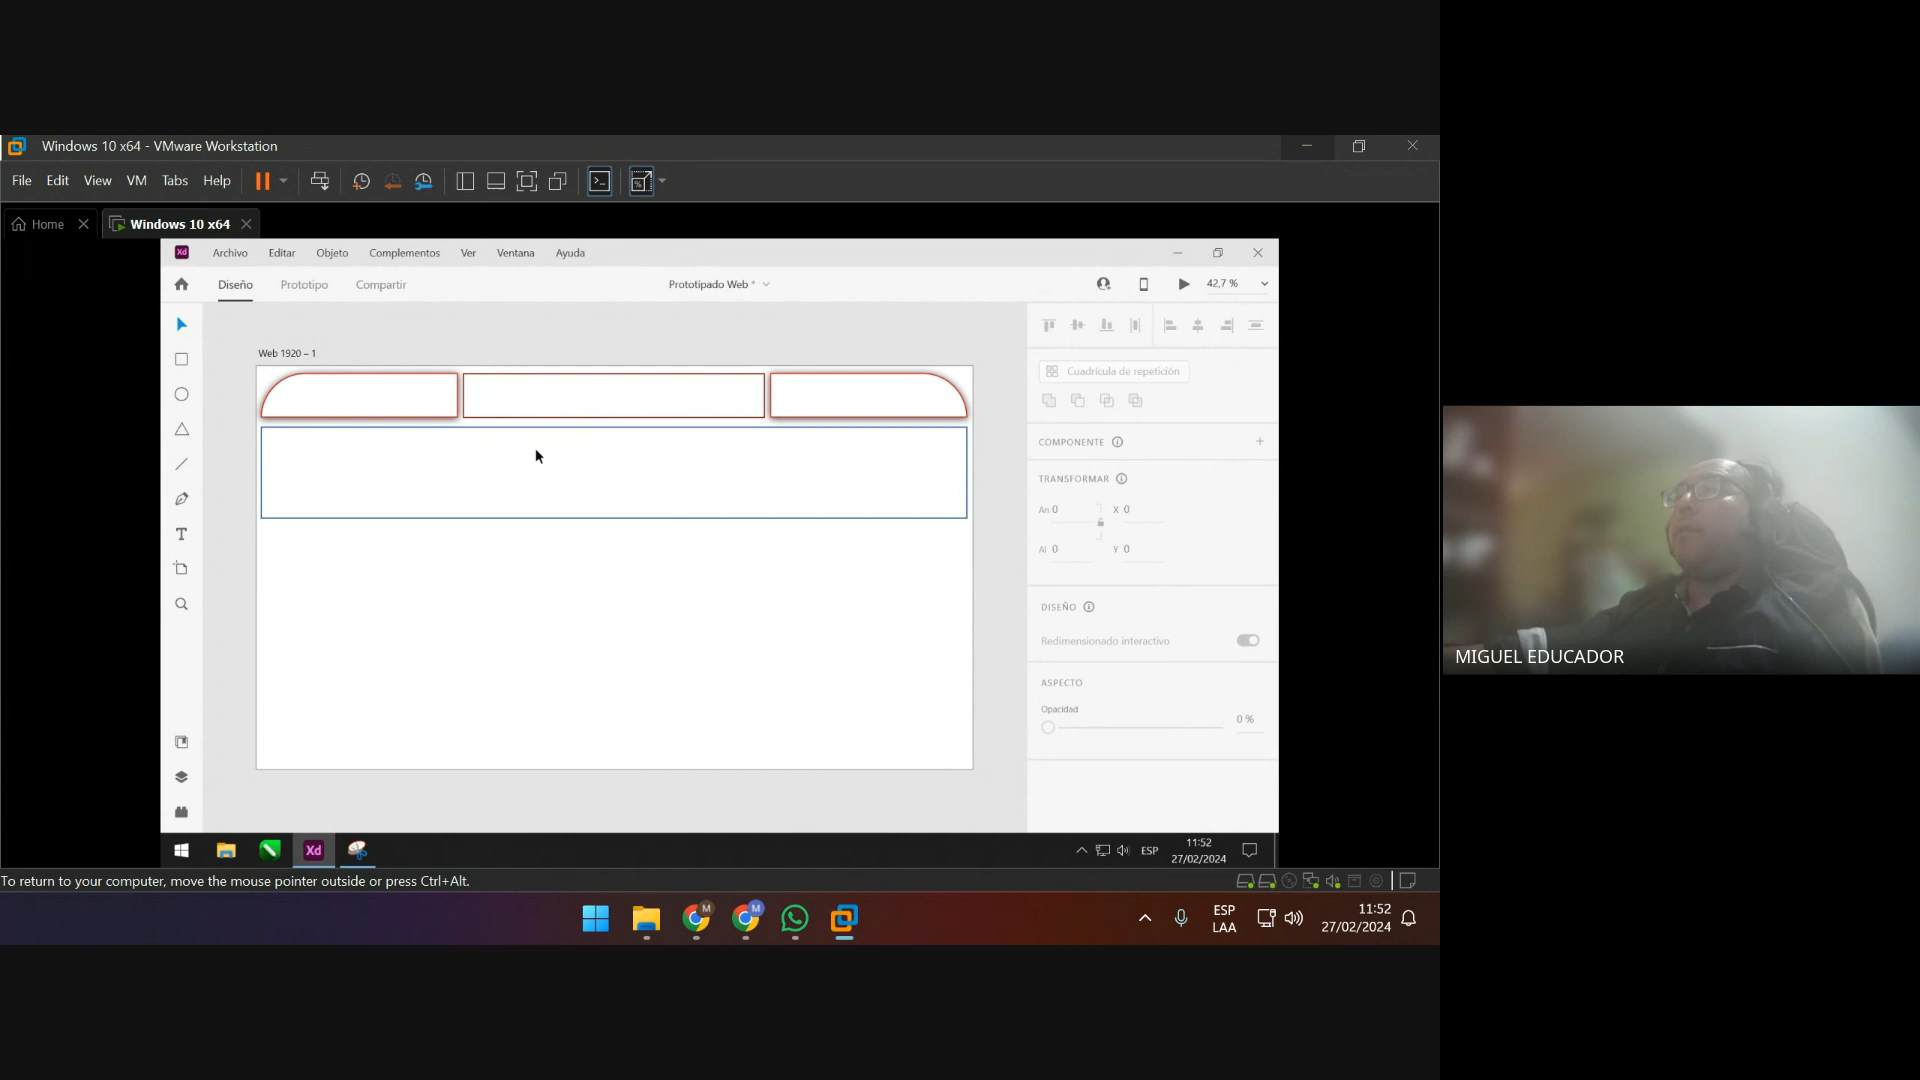 Windows 10 x64 - VMware Workstation
File Edit View VM Tabs Help
Home Windows 10 x64
Xd Archivo Editar Objeto Complementos Ver Ventana Ayuda
Diseño Prototipo Compartir Prototipado Web * 42,7 %
Web 1920 – 1
Cuadrícula de repetición
COMPONENTE
TRANSFORMAR
An 0 X 0
Al 0 Y 0
DISEÑO
Redimensionado interactivo
ASPECTO
Opacidad
0 %
MIGUEL EDUCADOR
Xd ESP 11:52
27/02/2024
To return to your computer, move the mouse pointer outside or press Ctrl+Alt.
M M ESP
LAA
11:52
27/02/2024